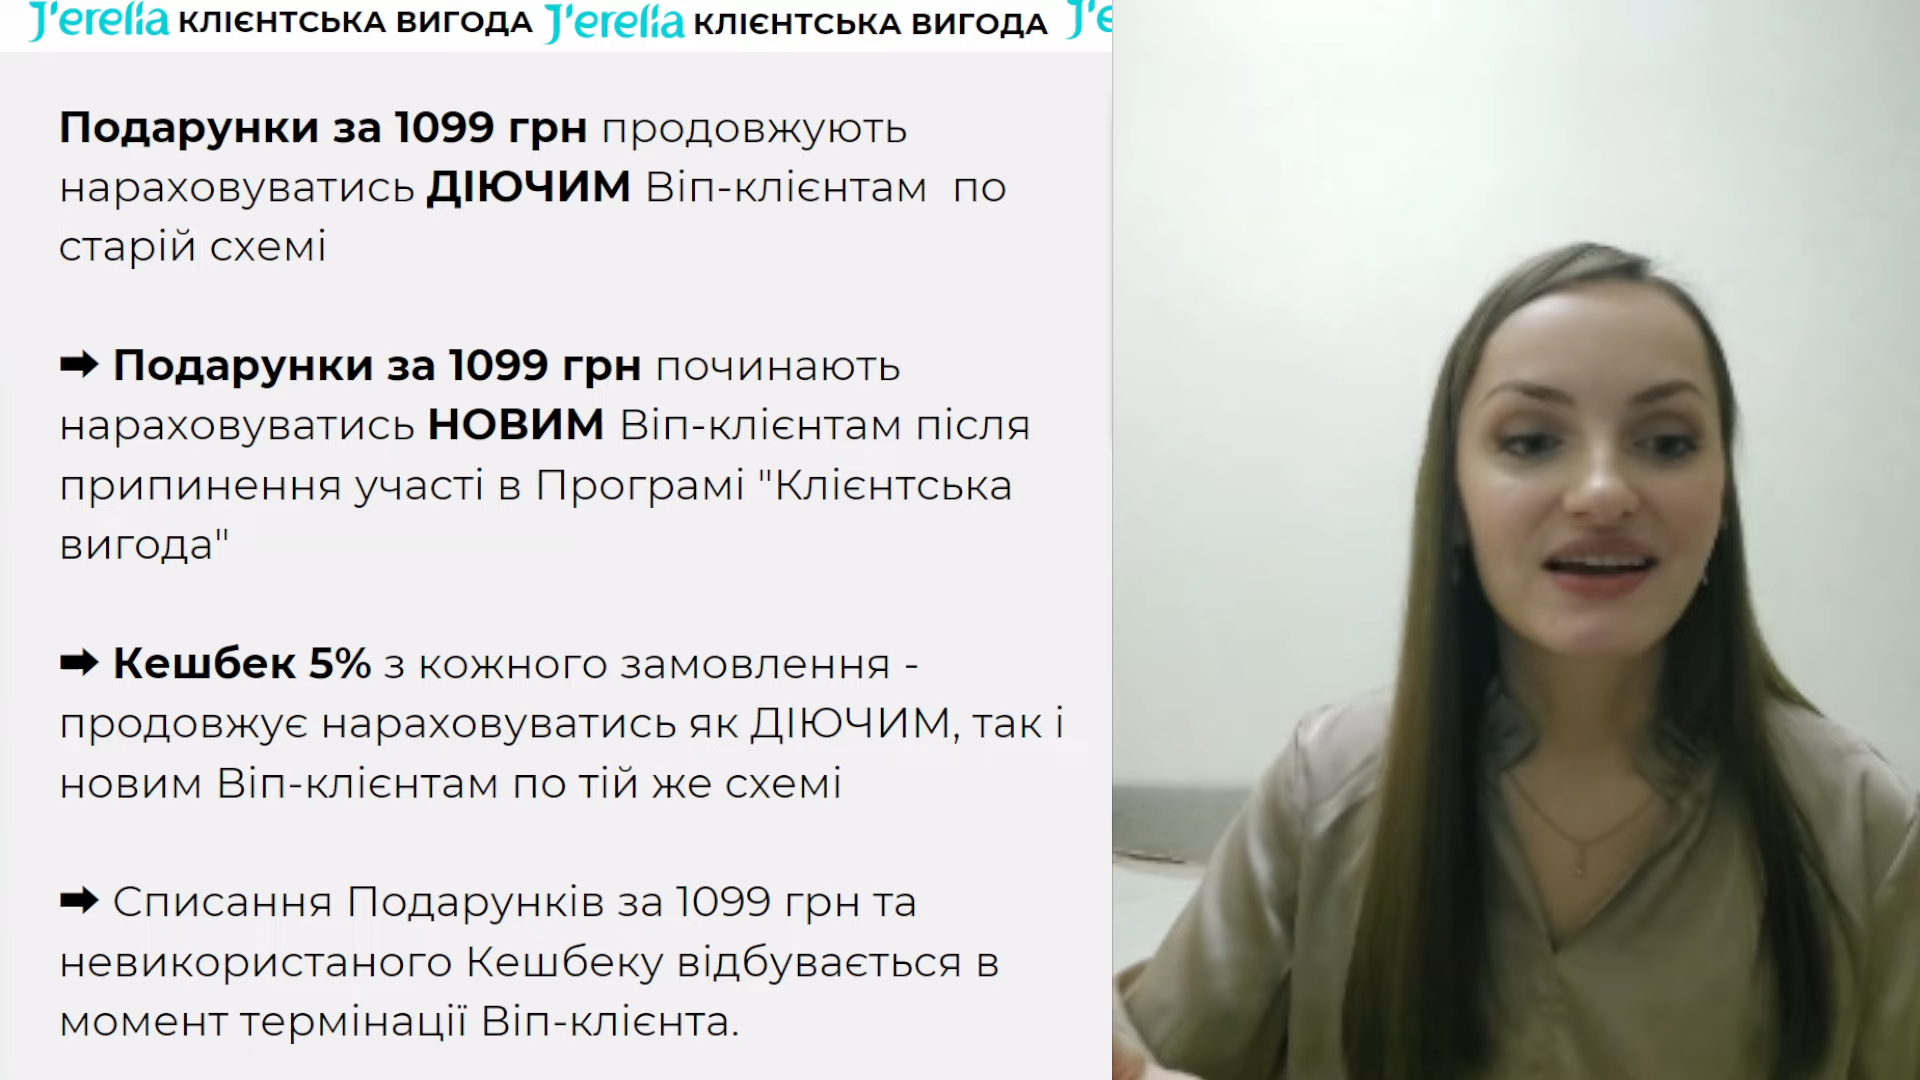 J'erelia КЛІЄНТСЬКА ВИГОДА J'erelia КЛІЄНТСЬКА ВИГОДА J'e
Подарунки за 1099 грн продовжують
нараховуватись ДІЮЧИМ Віп-клієнтам по
старій схемі
➡ Подарунки за 1099 грн починають
нараховуватись НОВИМ Віп-клієнтам після
припинення участі в Програмі "Клієнтська
вигода"
➡ Кешбек 5% з кожного замовлення -
продовжує нараховуватись як ДІЮЧИМ, так і
новим Віп-клієнтам по тій же схемі
➡ Списання Подарунків за 1099 грн та
невикористаного Кешбеку відбувається в
момент термінації Віп-клієнта.